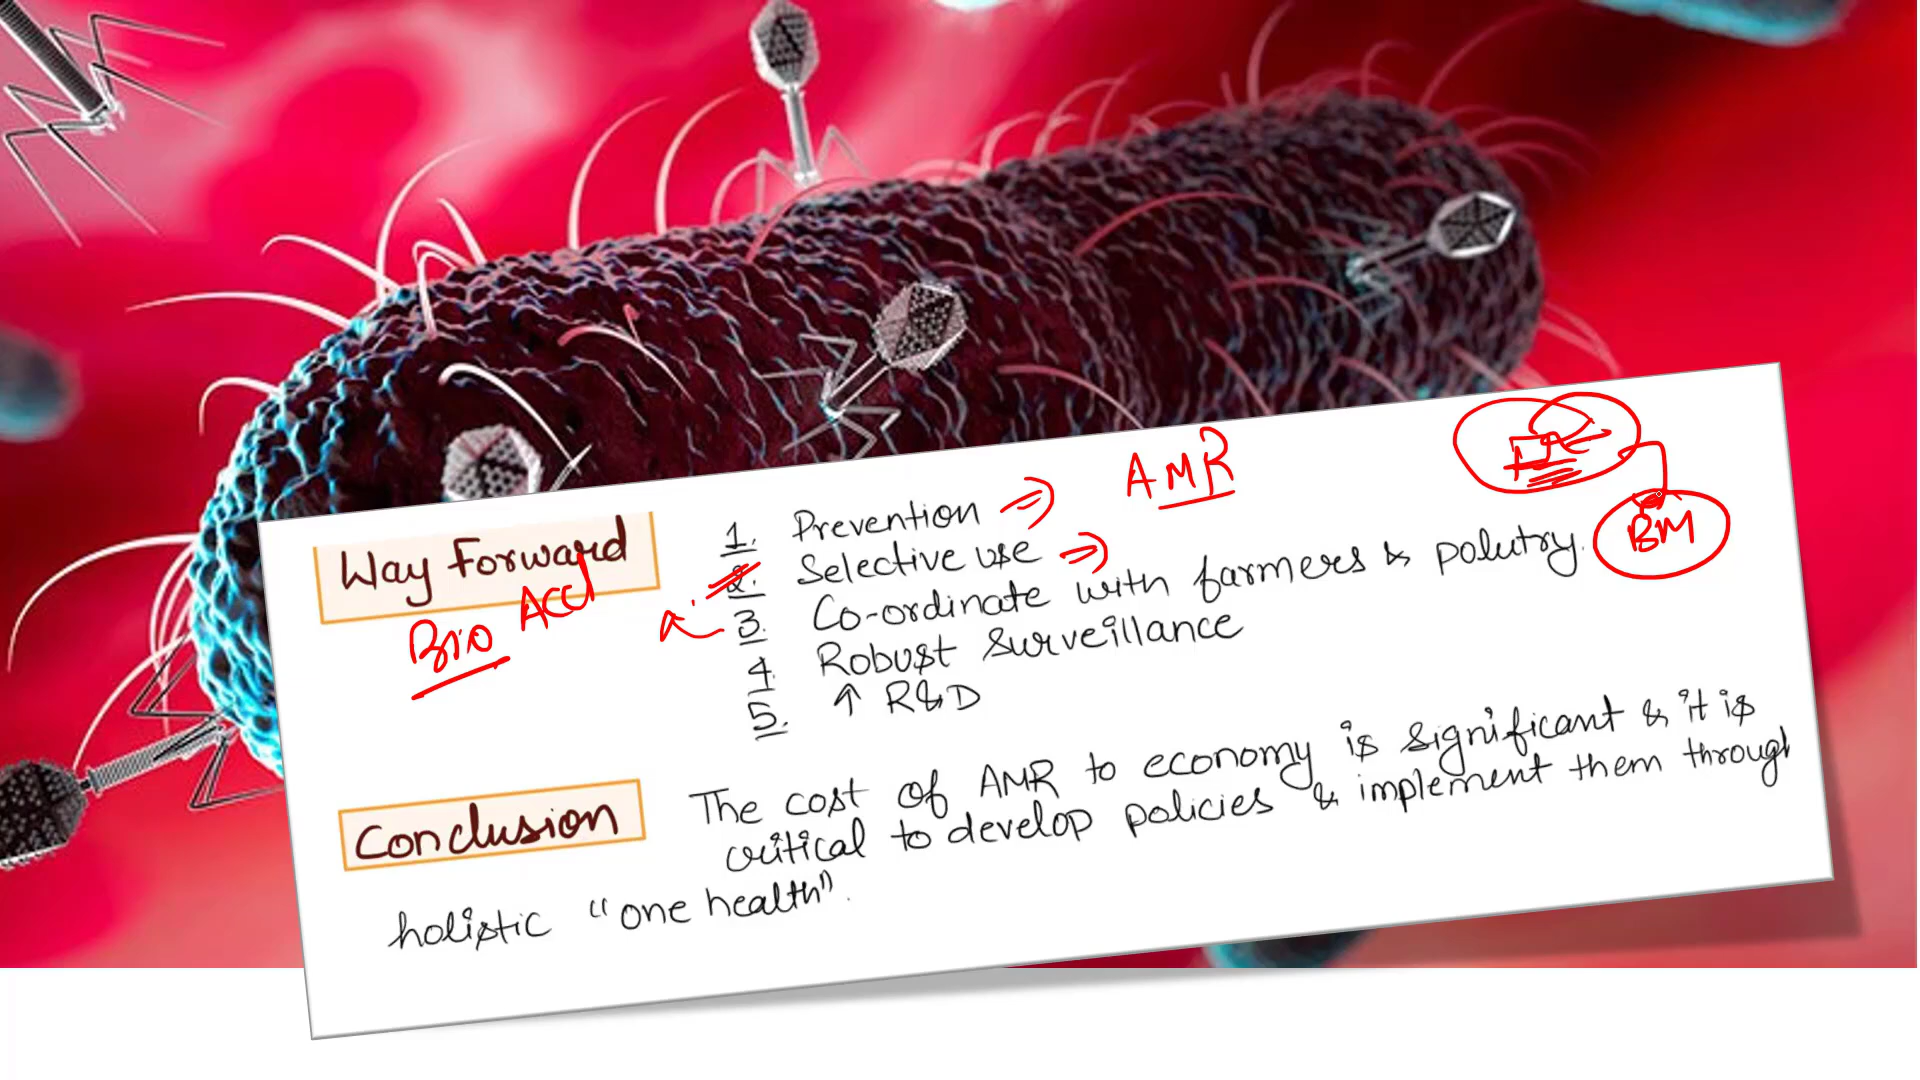 AMR
Way Forward
Bio Acc
1. Prevention ⇒
2. Selective use ⇒
3. Co-ordinate with farmers & polutry.
BM
4. Robust surveillance
5. ↑ R&D
Conclusion
The cost of AMR to economy is significant & it is
critical to develop policies & implement them through
holistic "one health".